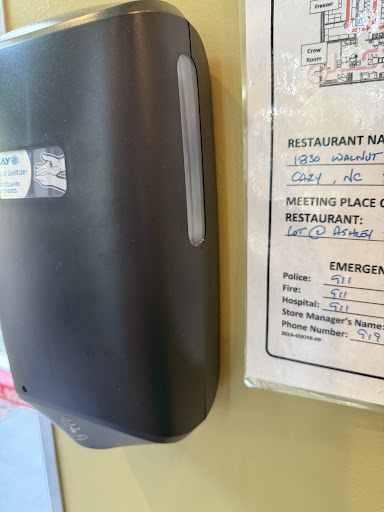 AY
d Sanitizer
Freezer
Crew
Room
RESTAURANT NA
1830 WALNUT
CARY, NC
MEETING PLACE O
RESTAURANT:
LOT @ ASHLEY
EMERGEN
Police: 911
Fire: 911
Hospital: 911
Store Manager's Name:
Phone Number: 919